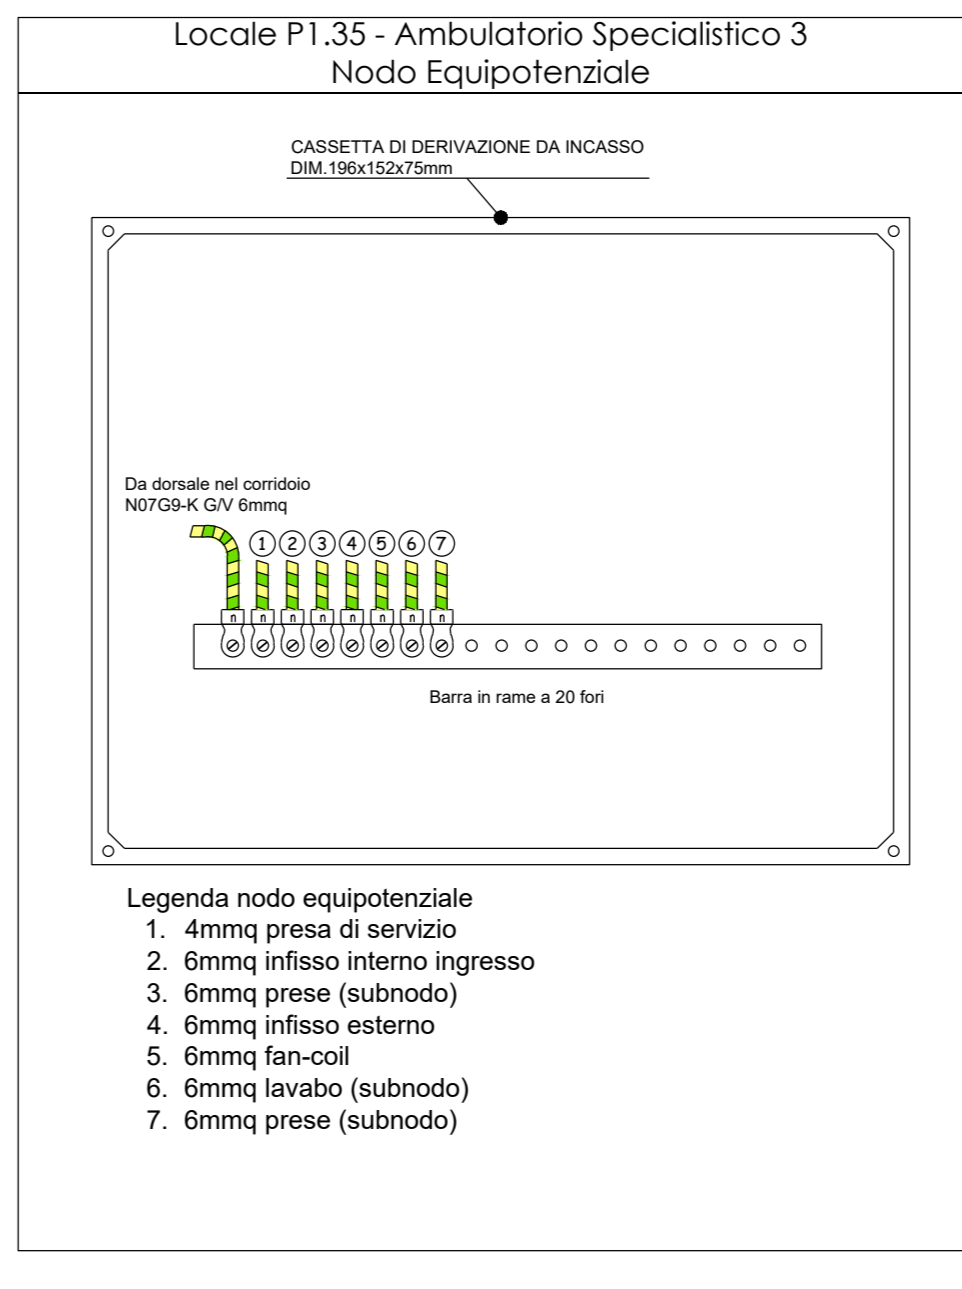 Locale P1.35 - Ambulatorio Specialistico 3
Nodo Equipotenziale
CASSETTA DI DERIVAZIONE DA INCASSO
DIM.196x152x75mm
Da dorsale nel corridoio
N07G9-K G/V 6mmq
1 2 3 4 5 6 7
n n n n n n n n
Barra in rame a 20 fori
Legenda nodo equipotenziale
1. 4mmq presa di servizio
2. 6mmq infisso interno ingresso
3. 6mmq prese (subnodo)
4. 6mmq infisso esterno
5. 6mmq fan-coil
6. 6mmq lavabo (subnodo)
7. 6mmq prese (subnodo)